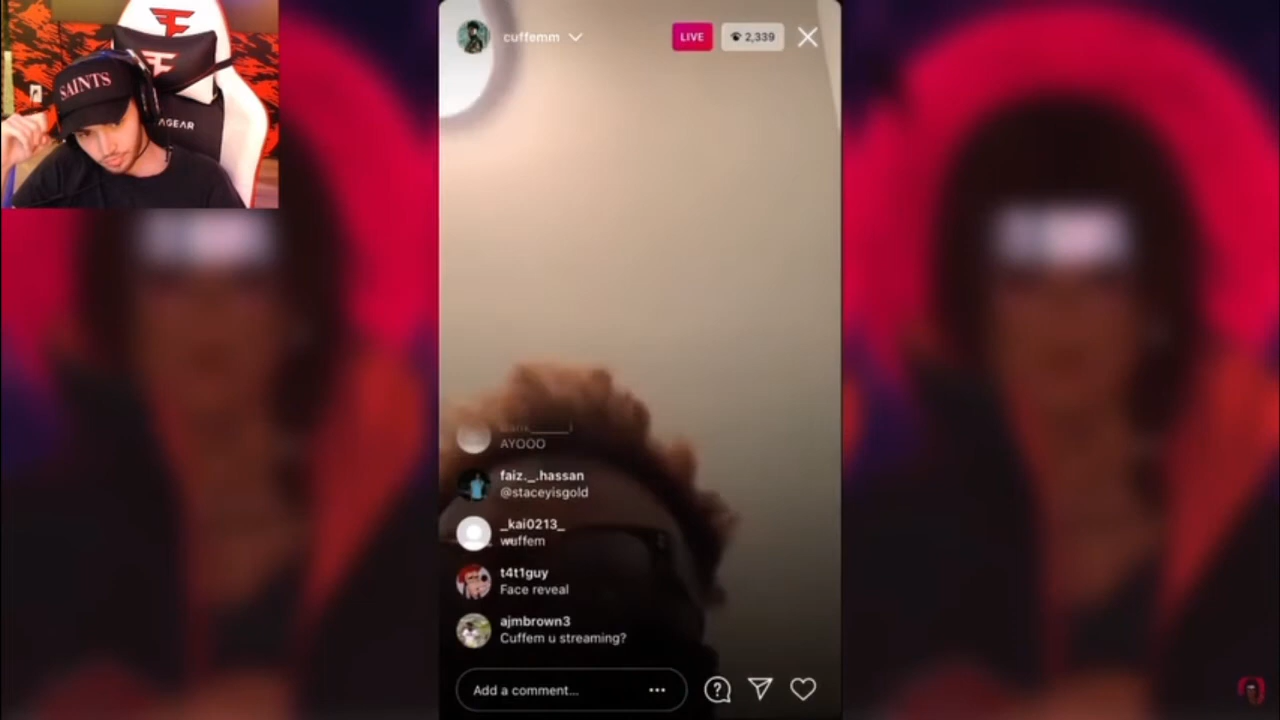 SAINTS
AGEAR
cuffemm
LIVE
2,339
AYOOO
faiz._.hassan
@staceyisgold
_kai0213_
wuffem
t4t1guy
Face reveal
ajmbrown3
Cuffem u streaming?
Add a comment...